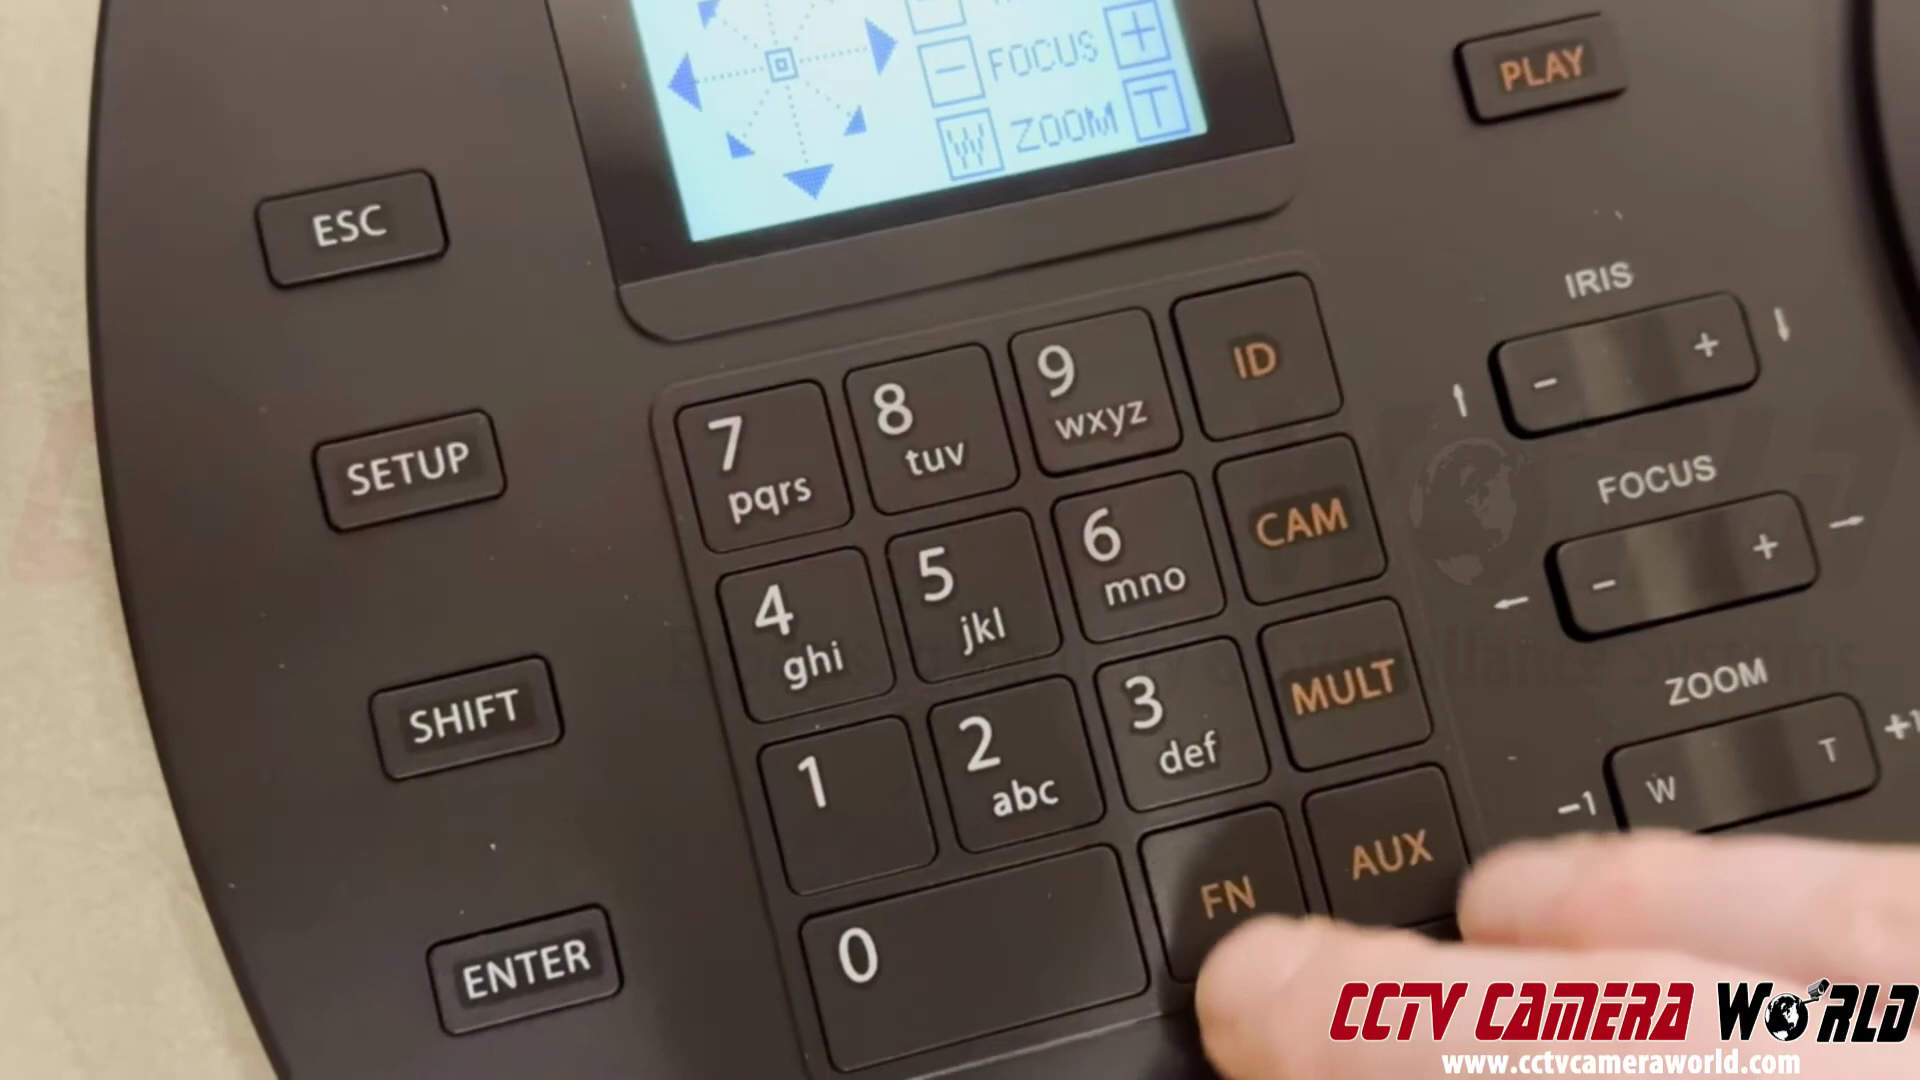 FOCUS
ZOOM
W
T
+
−
PLAY
ESC
SETUP
SHIFT
ENTER
7
pqrs
8
tuv
9
wxyz
ID
4
ghi
5
jkl
6
mno
CAM
1
2
abc
3
def
MULT
0
FN
AUX
IRIS
− +
FOCUS
− +
ZOOM
W T
−1 +1
CCTV CAMERA WORLD
www.cctvcameraworld.com